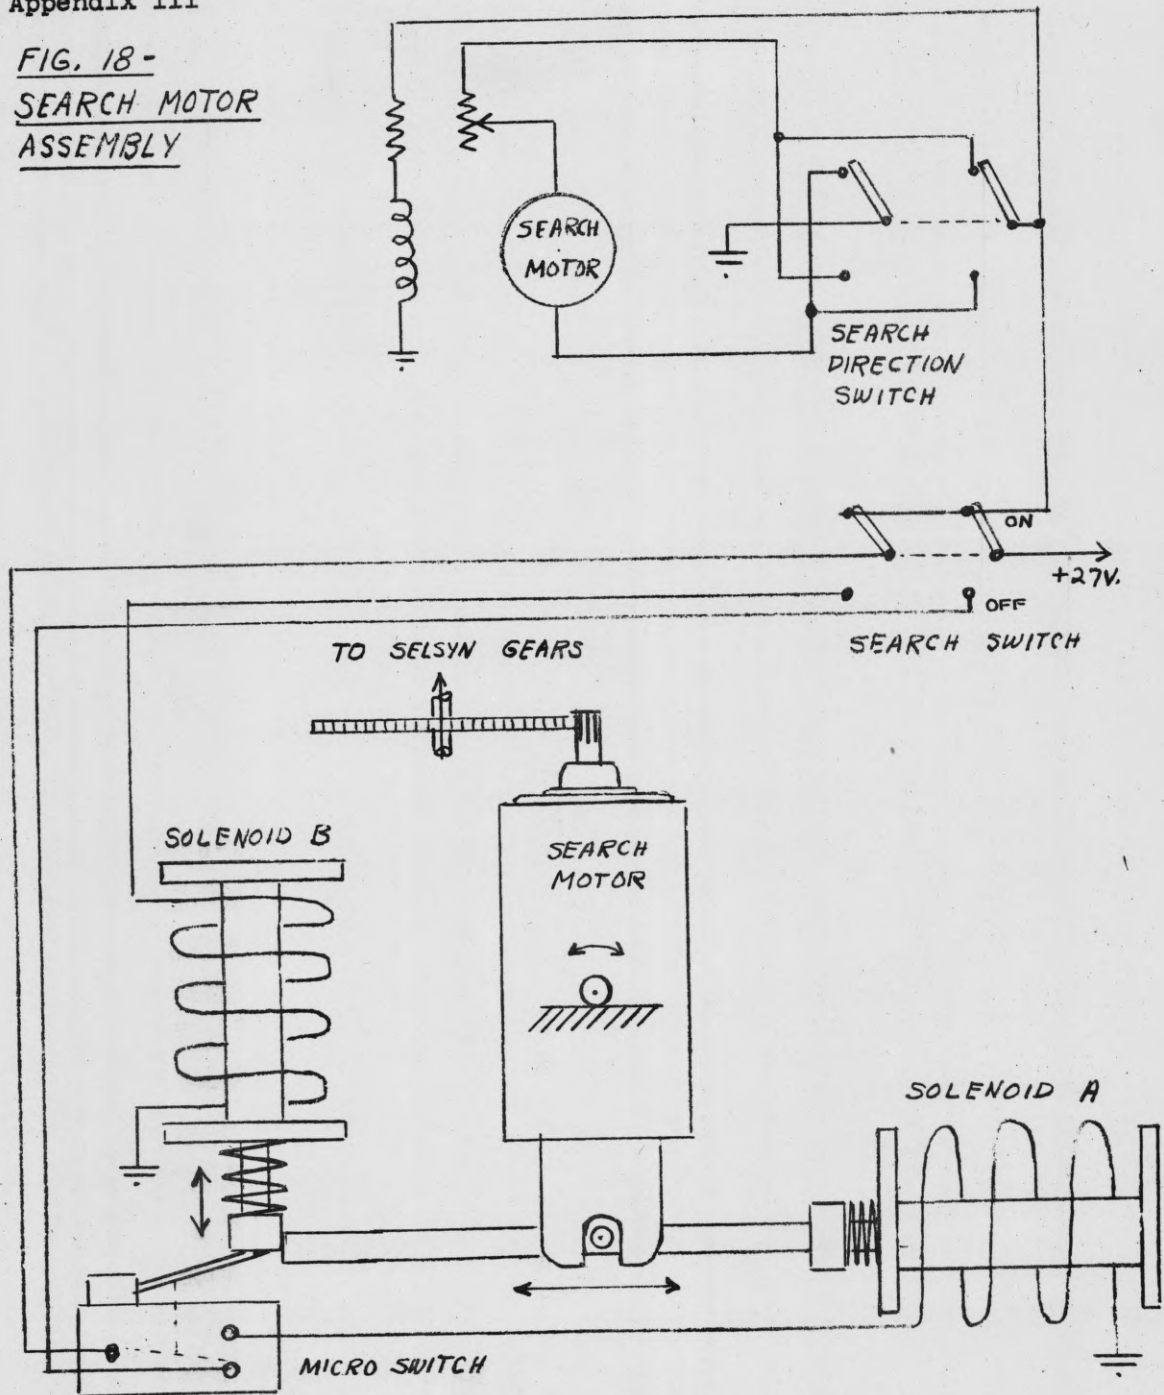 Appendix III
FIG. 18 -
SEARCH MOTOR
ASSEMBLY
SEARCH
MOTOR
SEARCH
DIRECTION
SWITCH
ON
+27V.
OFF
SEARCH SWITCH
TO SELSYN GEARS
SOLENOID B
SEARCH
MOTOR
SOLENOID A
MICRO SWITCH